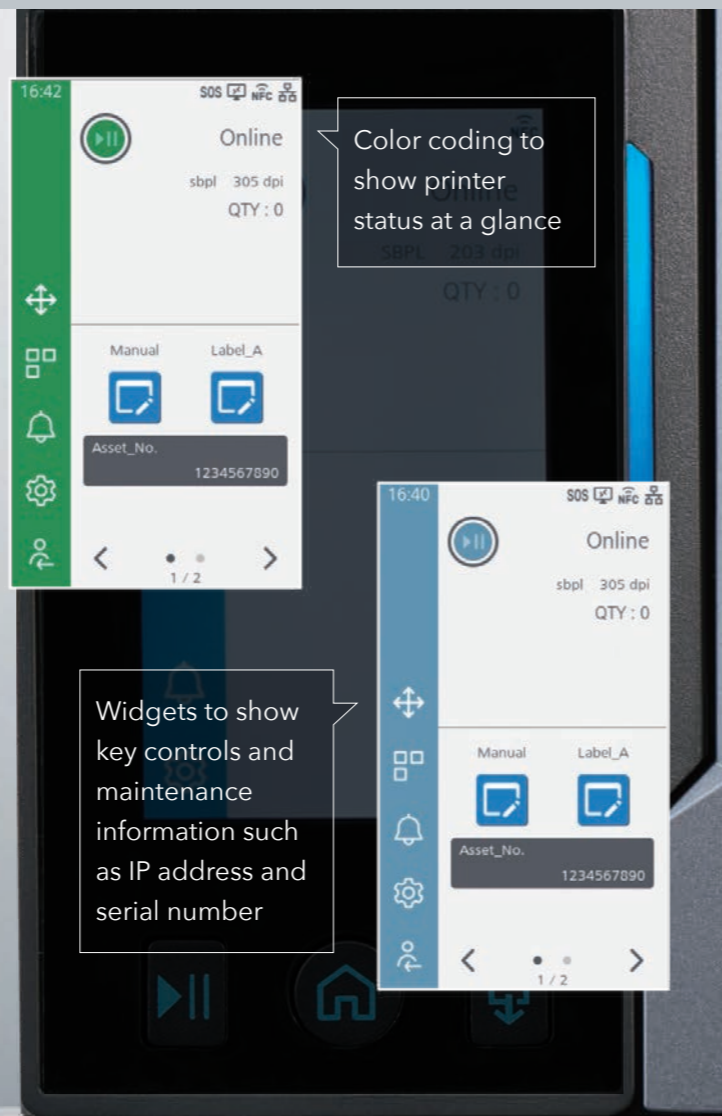 16:42
SOS NFC
Online
sbpl 305 dpi
QTY : 0
Manual Label_A
Asset_No.
1234567890
1 / 2
Color coding to
show printer
status at a glance
NFC
Online
SBPL 203 dpi
QTY : 0
16:40
SOS NFC
Online
sbpl 305 dpi
QTY : 0
Manual Label_A
Asset_No.
1234567890
1 / 2
Widgets to show
key controls and
maintenance
information such
as IP address and
serial number